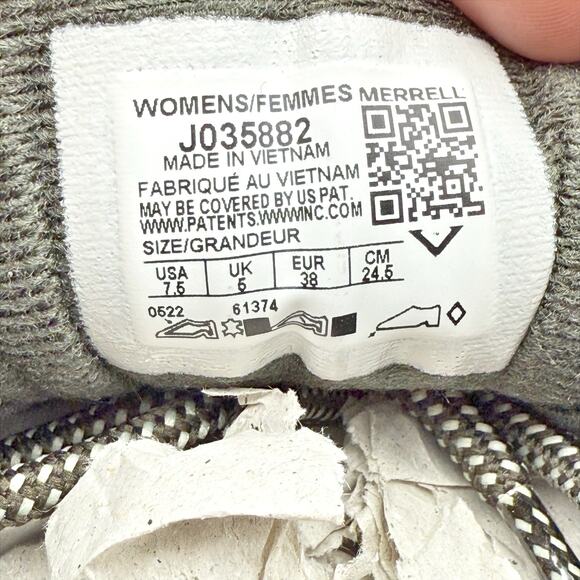 WOMENS/FEMMES MERRELL
J035882
MADE IN VIETNAM
FABRIQUÉ AU VIETNAM
MAY BE COVERED BY US PAT.
WWW.PATENTS.WWWMNC.COM
SIZE/GRANDEUR
USA UK EUR CM
7.5 5 38 24.5
0522 61374